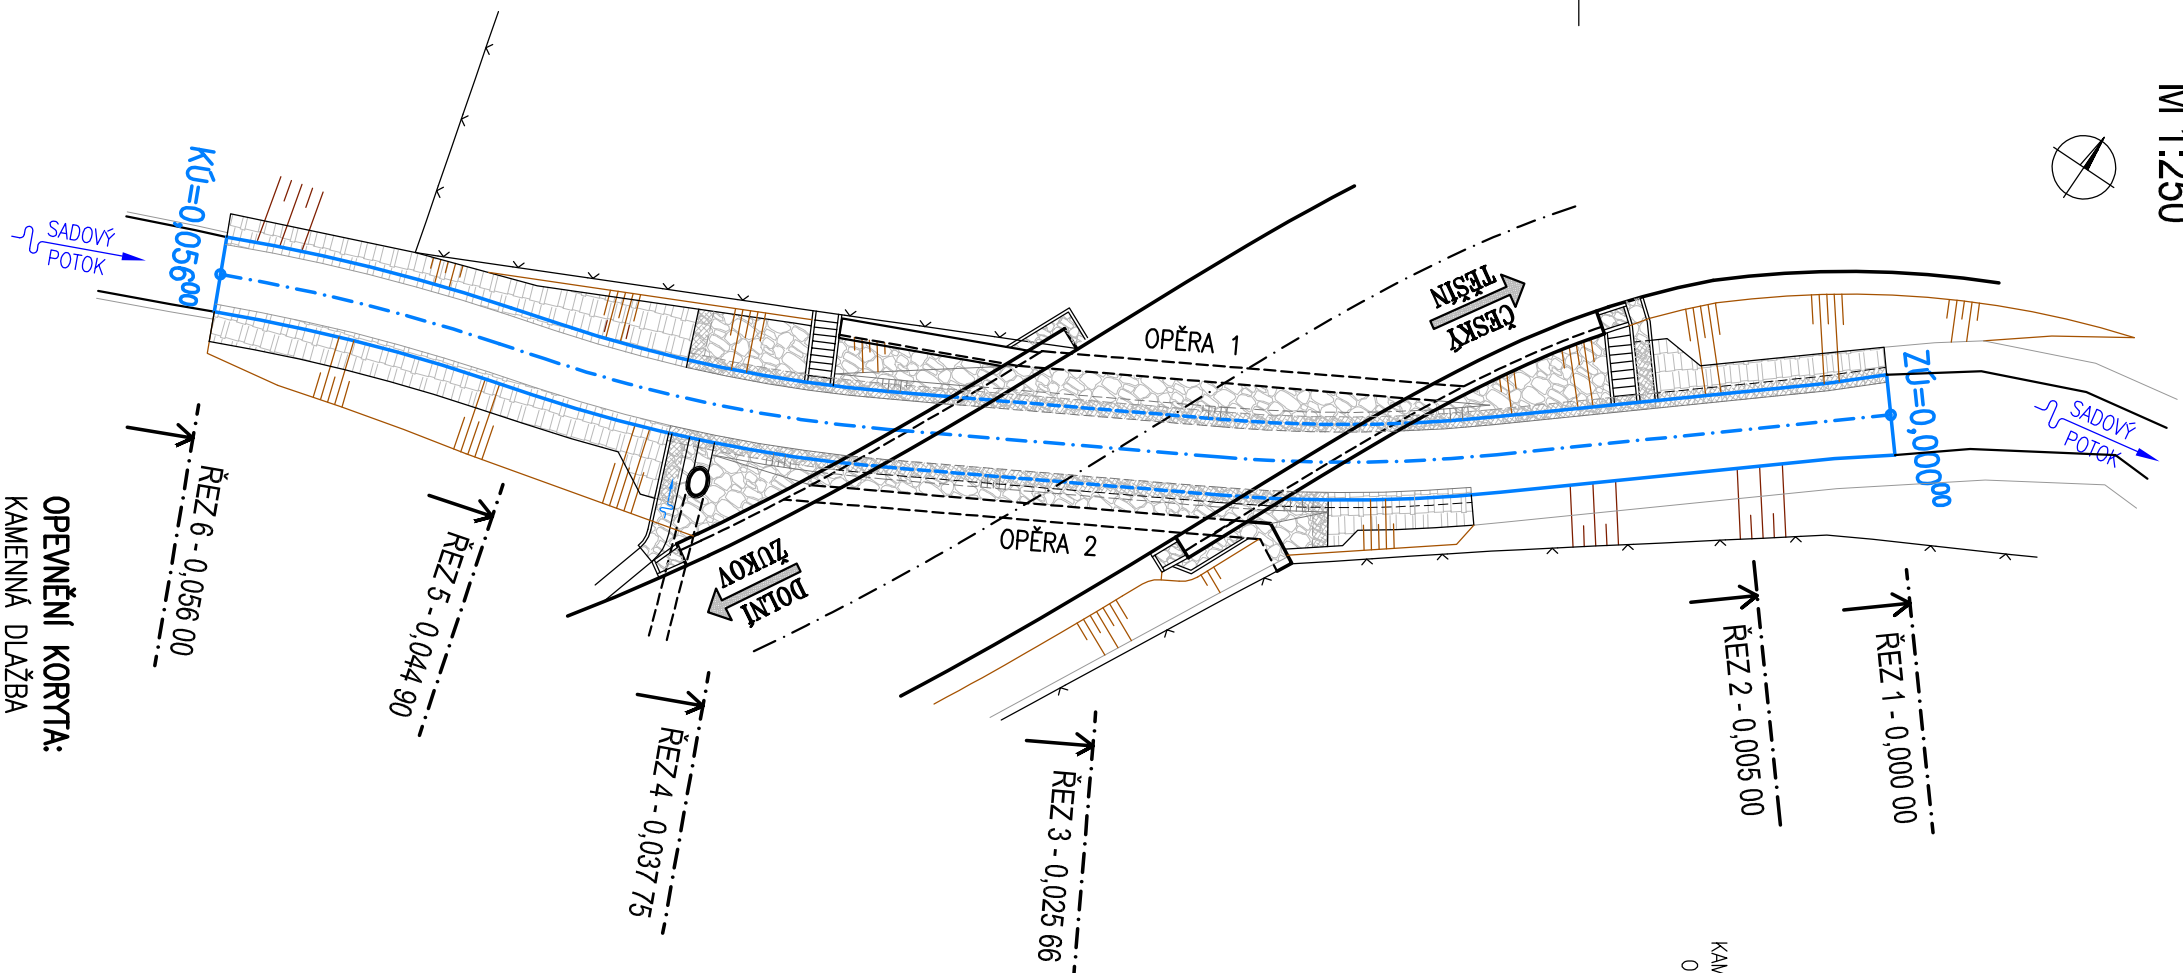 M 1:250
KÚ=0,05600
SADOVÝ
POTOK
OPĚRA 1
ČESKÝ
TĚŠÍN
ZÚ=0,00000
SADOVÝ
POTOK
OPĚRA 2
DOLNÍ
ŽUKOV
ŘEZ 6 - 0,056 00
ŘEZ 5 - 0,044 90
ŘEZ 4 - 0,037 75
ŘEZ 3 - 0,025 66
ŘEZ 2 - 0,005 00
ŘEZ 1 - 0,000 00
OPEVNĚNÍ KORYTA:
KAMENNÁ DLAŽBA